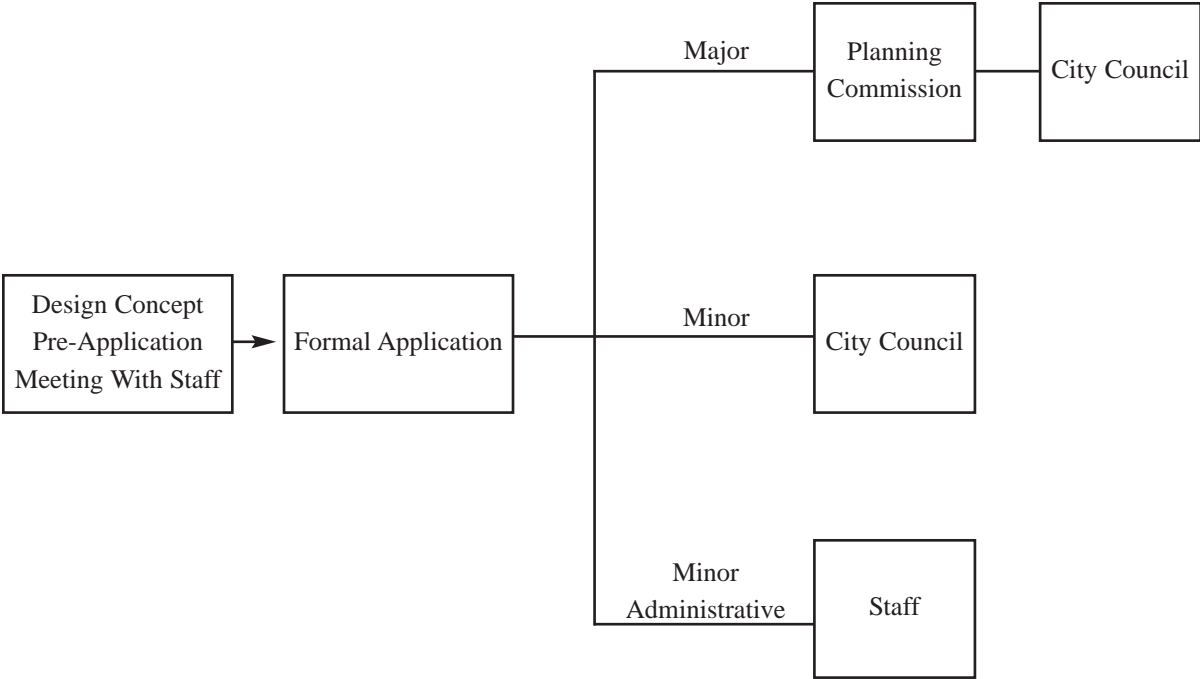 Major
Planning
Commission
City Council
Design Concept
Pre-Application
Meeting With Staff
Formal Application
Minor
City Council
Minor
Administrative
Staff